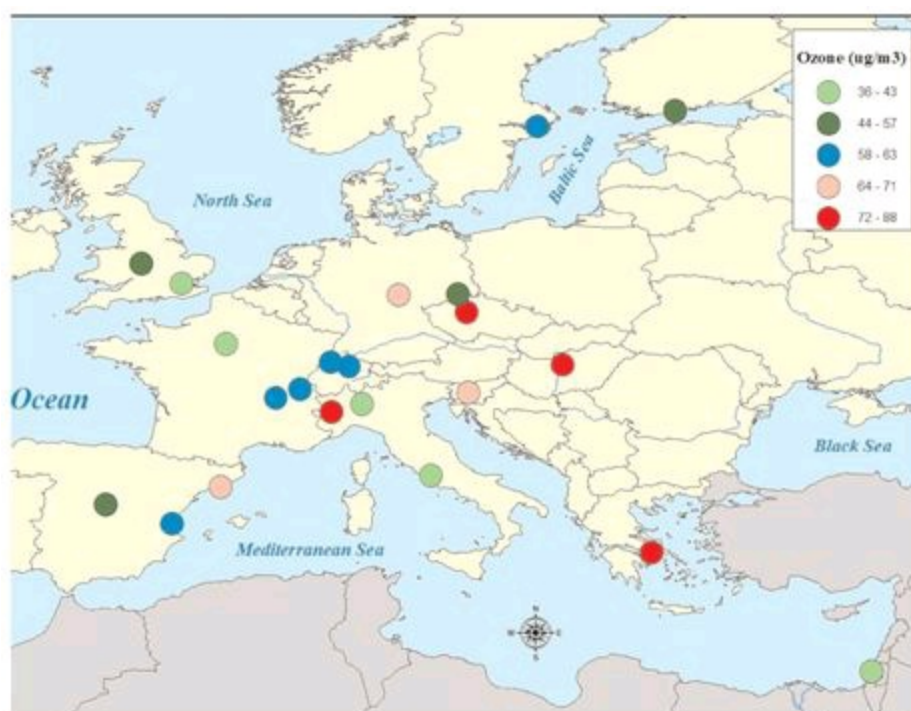 Ozone (ug/m3)
36 - 43
44 - 57
58 - 63
64 - 71
72 - 88
North Sea
Baltic Sea
Ocean
Black Sea
Mediterranean Sea
N
W
E
S